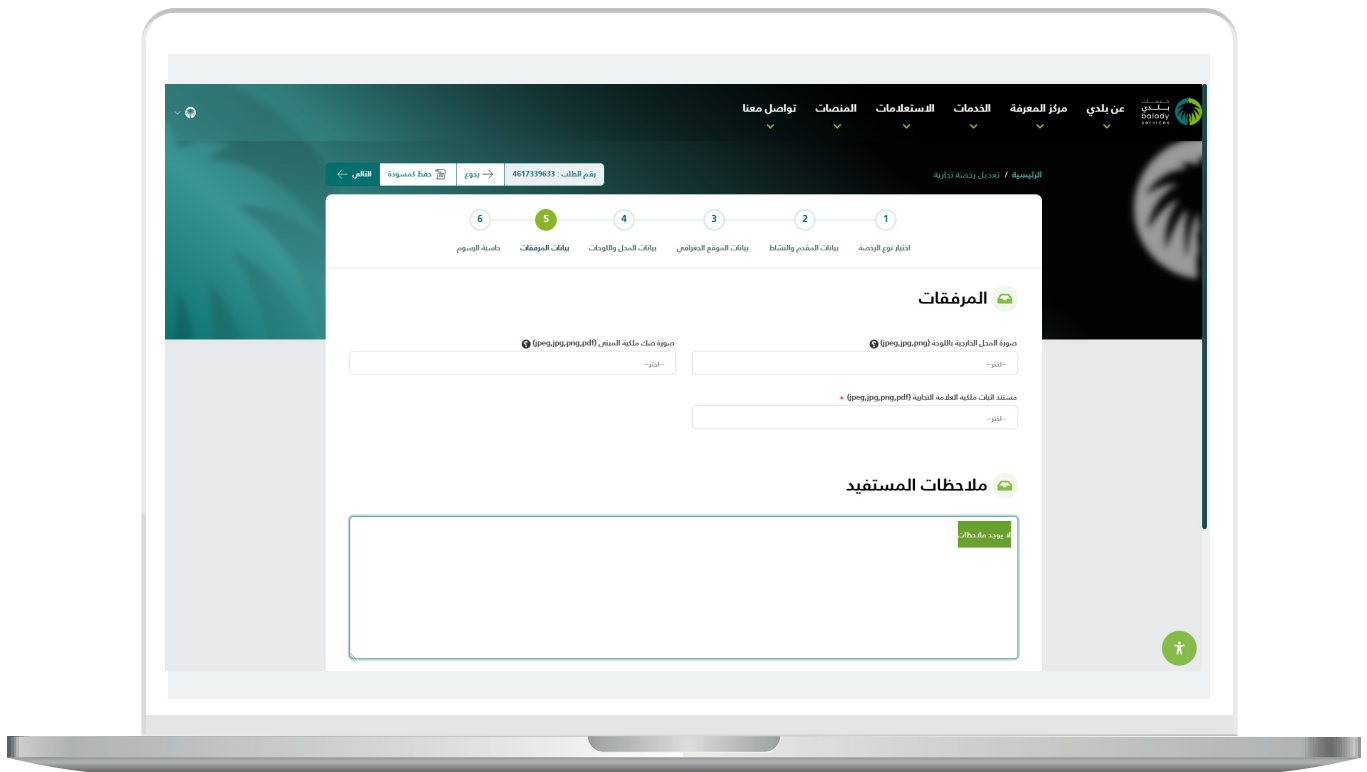 خدمات
بلدي
balady
services
عن بلدي
مركز المعرفة
الخدمات
الاستعلامات
المنصات
تواصل معنا
الرئيسية / تعديل رخصة تجارية
رقم الطلب : 4617339633
رجوع
حفظ كمسودة
التالي
1
2
3
4
5
6
اختيار نوع الرخصة
بيانات المقدم والنشاط
بيانات الموقع الجغرافي
بيانات المحل واللوحات
بيانات المرفقات
حاسبة الرسوم
المرفقات
صورة المحل الخارجية باللوحة (jpeg,jpg,png)
--اختر--
صورة صك ملكية المبنى (jpeg,jpg,png,pdf)
--اختر--
مستند اثبات ملكية العلامة التجارية (jpeg,jpg,png,pdf) *
--اختر--
ملاحظات المستفيد
لا يوجد ملاحظات